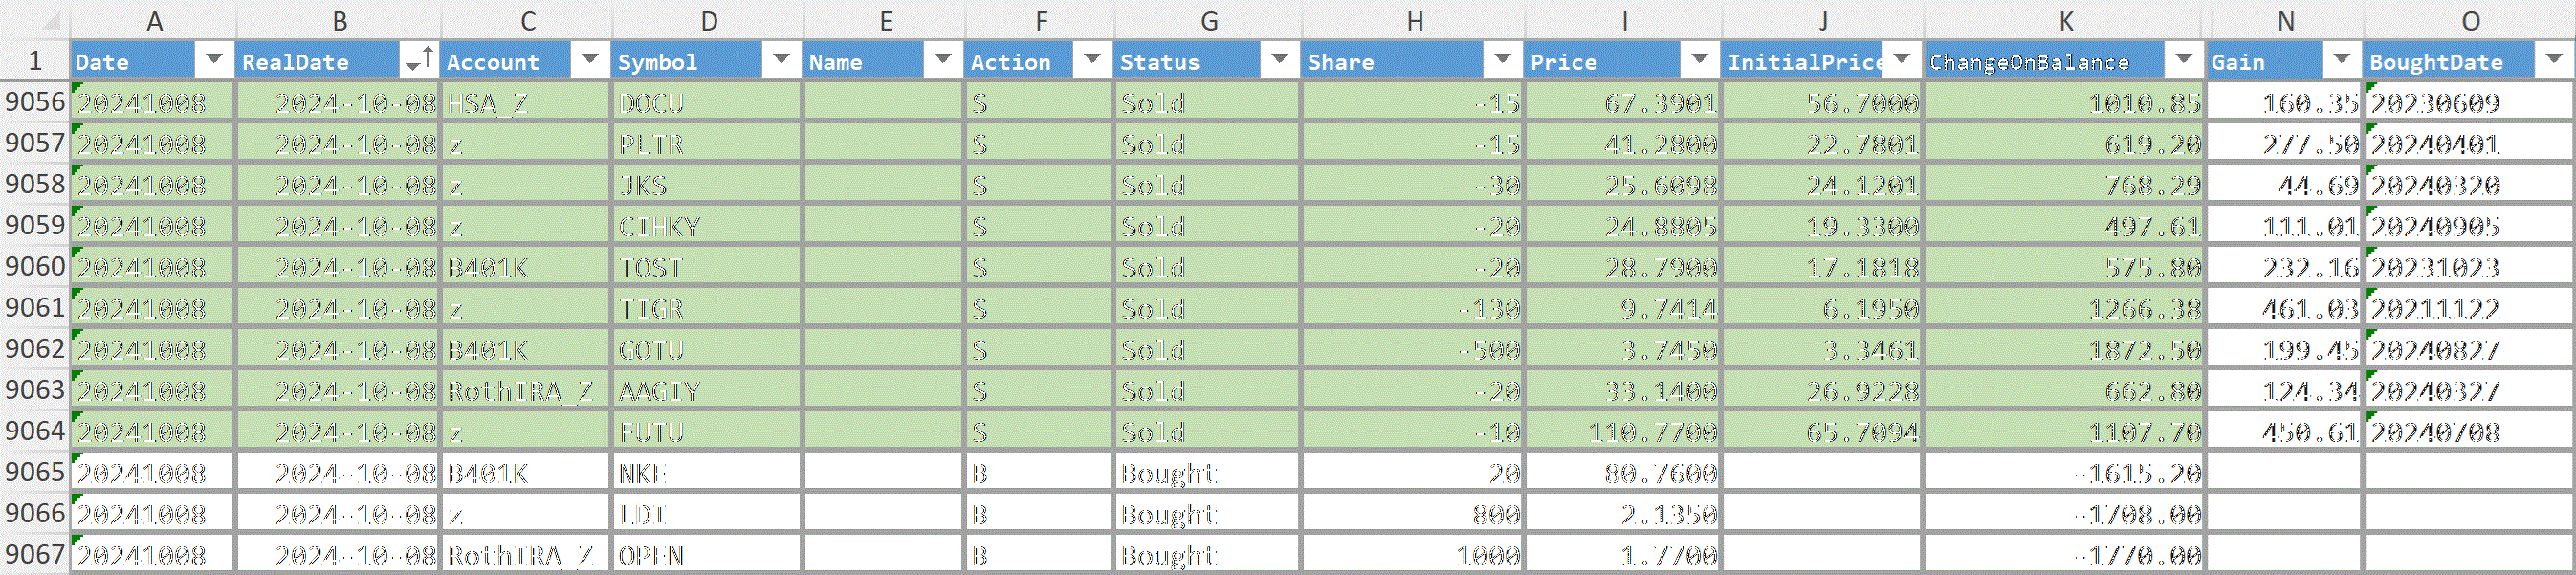 A B C D E F G H I J K N O
1 Date RealDate Account Symbol Name Action Status Share Price InitialPrice ChangeOnBalance Gain BoughtDate
9056 20241008 2024-10-08 HSA_Z DOCU S Sold -15 67.3901 56.7000 1010.85 160.35 20230609
9057 20241008 2024-10-08 z PLTR S Sold -15 41.2800 22.7801 619.20 277.50 20240401
9058 20241008 2024-10-08 z JKS S Sold -30 25.6098 24.1201 768.29 44.69 20240320
9059 20241008 2024-10-08 z CIHKY S Sold -20 24.8805 19.3300 497.61 111.01 20240905
9060 20241008 2024-10-08 B401K TOST S Sold -20 28.7900 17.1818 575.80 232.16 20231023
9061 20241008 2024-10-08 z TIGR S Sold -130 9.7414 6.1950 1266.38 461.03 20211122
9062 20241008 2024-10-08 B401K GOTU S Sold -500 3.7450 3.3461 1872.50 199.45 20240827
9063 20241008 2024-10-08 RothIRA_Z AAGIY S Sold -20 33.1400 26.9228 662.80 124.34 20240327
9064 20241008 2024-10-08 z FUTU S Sold -10 110.7700 65.7094 1107.70 450.61 20240708
9065 20241008 2024-10-08 B401K NKE B Bought 20 80.7600 -1615.20
9066 20241008 2024-10-08 z LDI B Bought 800 2.1350 -1708.00
9067 20241008 2024-10-08 RothIRA_Z OPEN B Bought 1000 1.7700 -1770.00